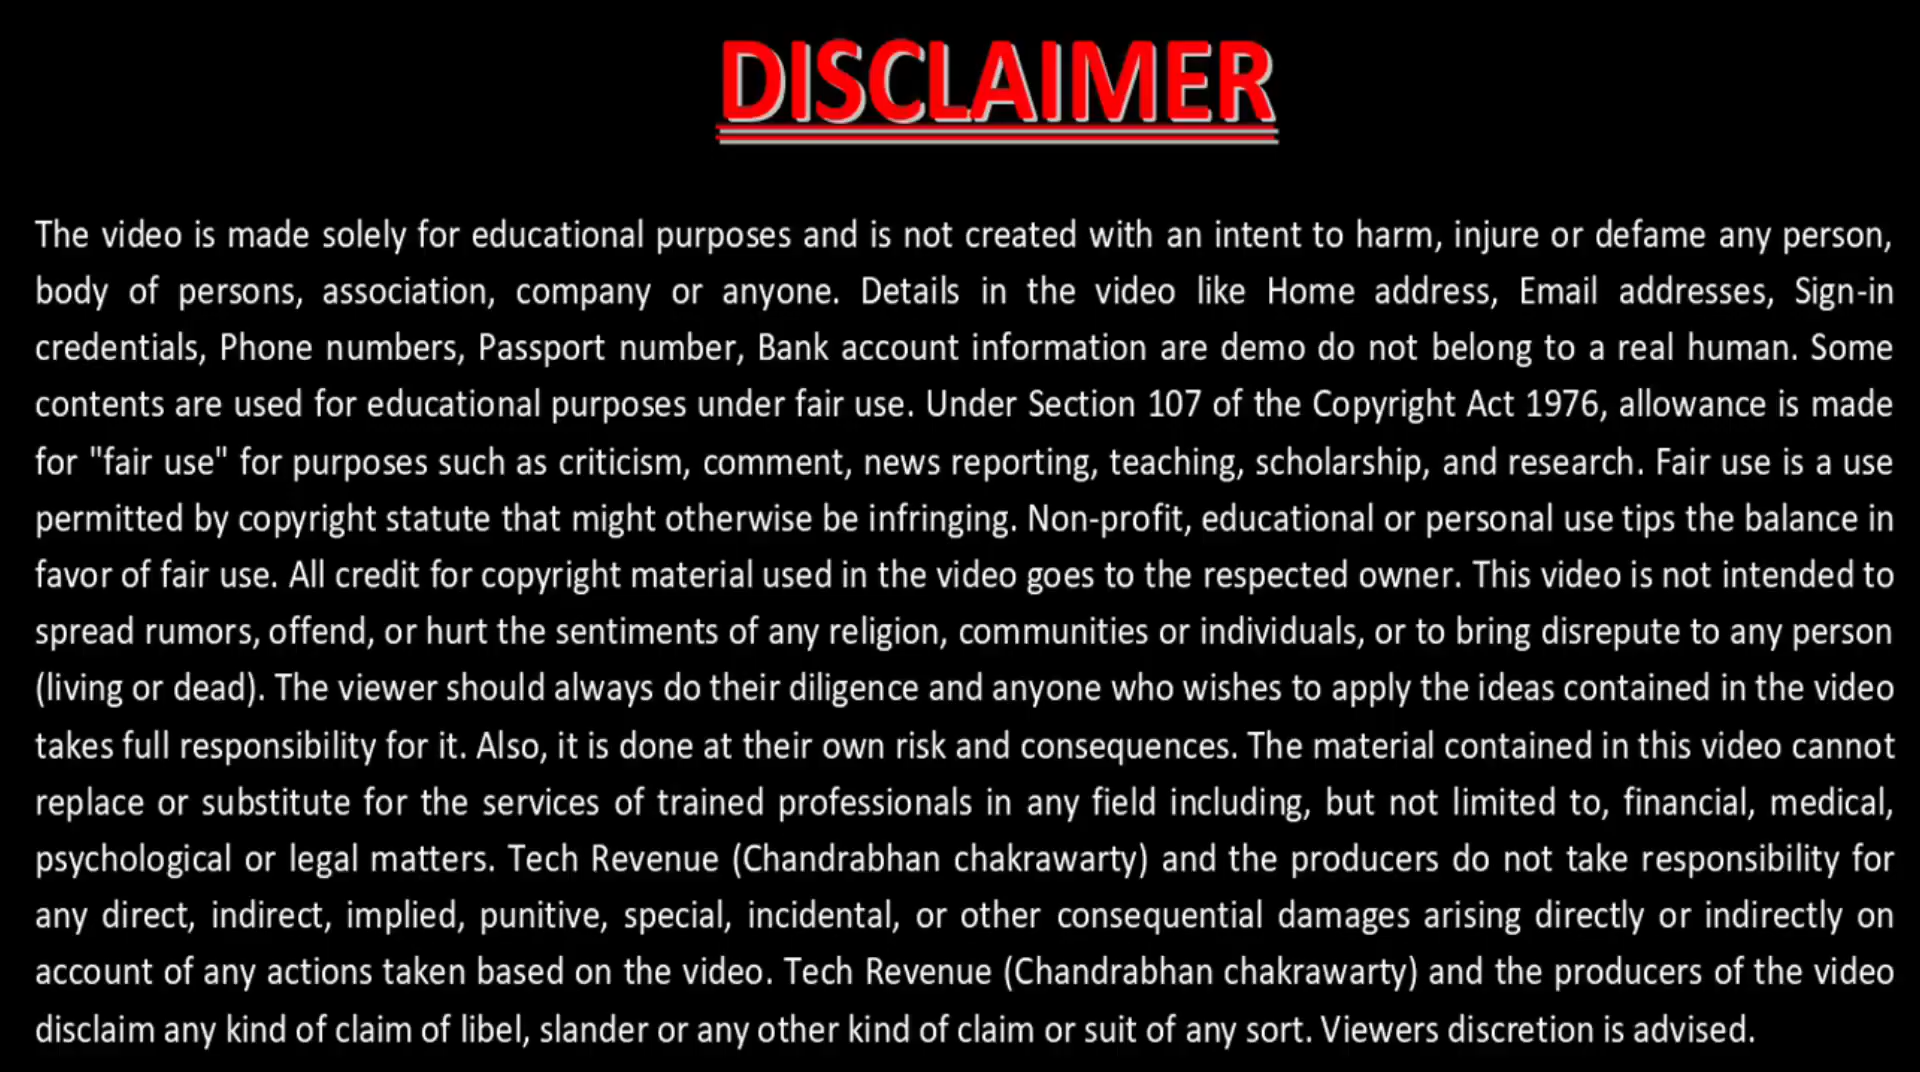 DISCLAIMER
The video is made solely for educational purposes and is not created with an intent to harm, injure or defame any person,
body of persons, association, company or anyone. Details in the video like Home address, Email addresses, Sign-in
credentials, Phone numbers, Passport number, Bank account information are demo do not belong to a real human. Some
contents are used for educational purposes under fair use. Under Section 107 of the Copyright Act 1976, allowance is made
for "fair use" for purposes such as criticism, comment, news reporting, teaching, scholarship, and research. Fair use is a use
permitted by copyright statute that might otherwise be infringing. Non-profit, educational or personal use tips the balance in
favor of fair use. All credit for copyright material used in the video goes to the respected owner. This video is not intended to
spread rumors, offend, or hurt the sentiments of any religion, communities or individuals, or to bring disrepute to any person
(living or dead). The viewer should always do their diligence and anyone who wishes to apply the ideas contained in the video
takes full responsibility for it. Also, it is done at their own risk and consequences. The material contained in this video cannot
replace or substitute for the services of trained professionals in any field including, but not limited to, financial, medical,
psychological or legal matters. Tech Revenue (Chandrabhan chakrawarty) and the producers do not take responsibility for
any direct, indirect, implied, punitive, special, incidental, or other consequential damages arising directly or indirectly on
account of any actions taken based on the video. Tech Revenue (Chandrabhan chakrawarty) and the producers of the video
disclaim any kind of claim of libel, slander or any other kind of claim or suit of any sort. Viewers discretion is advised.